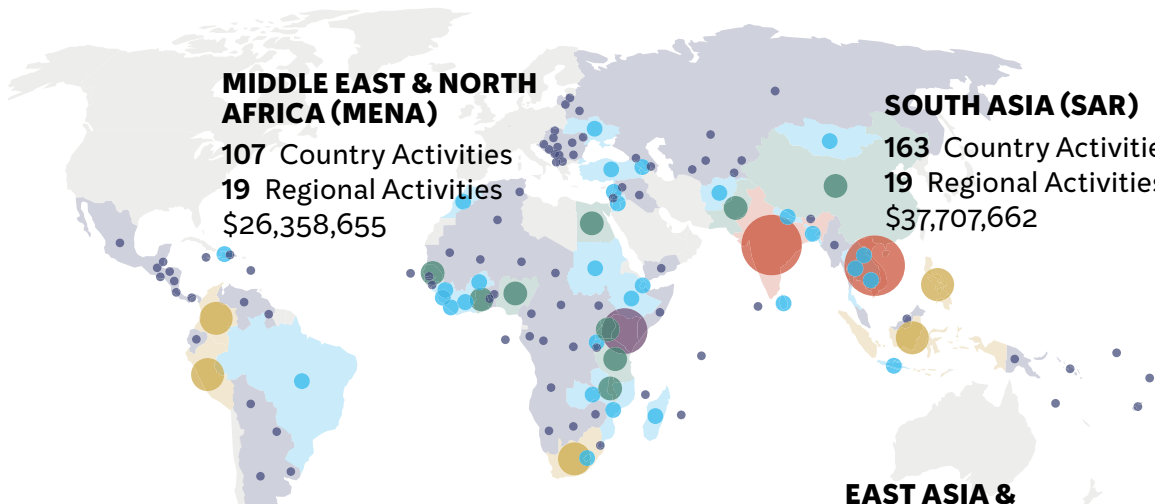 MIDDLE EAST & NORTH
AFRICA (MENA)
107 Country Activities
19 Regional Activities
$26,358,655
SOUTH ASIA (SAR)
163 Country Activitie
19 Regional Activities
$37,707,662
EAST ASIA &